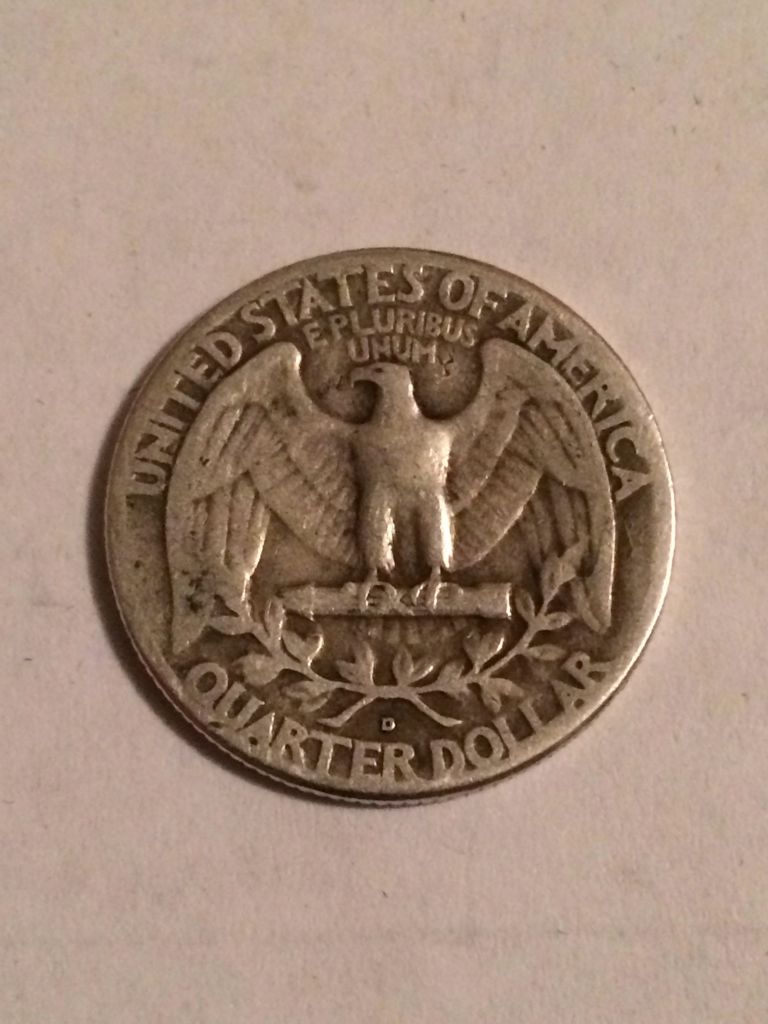 UNITED STATES OF AMERICA
E PLURIBUS
UNUM
D
QUARTER DOLLAR